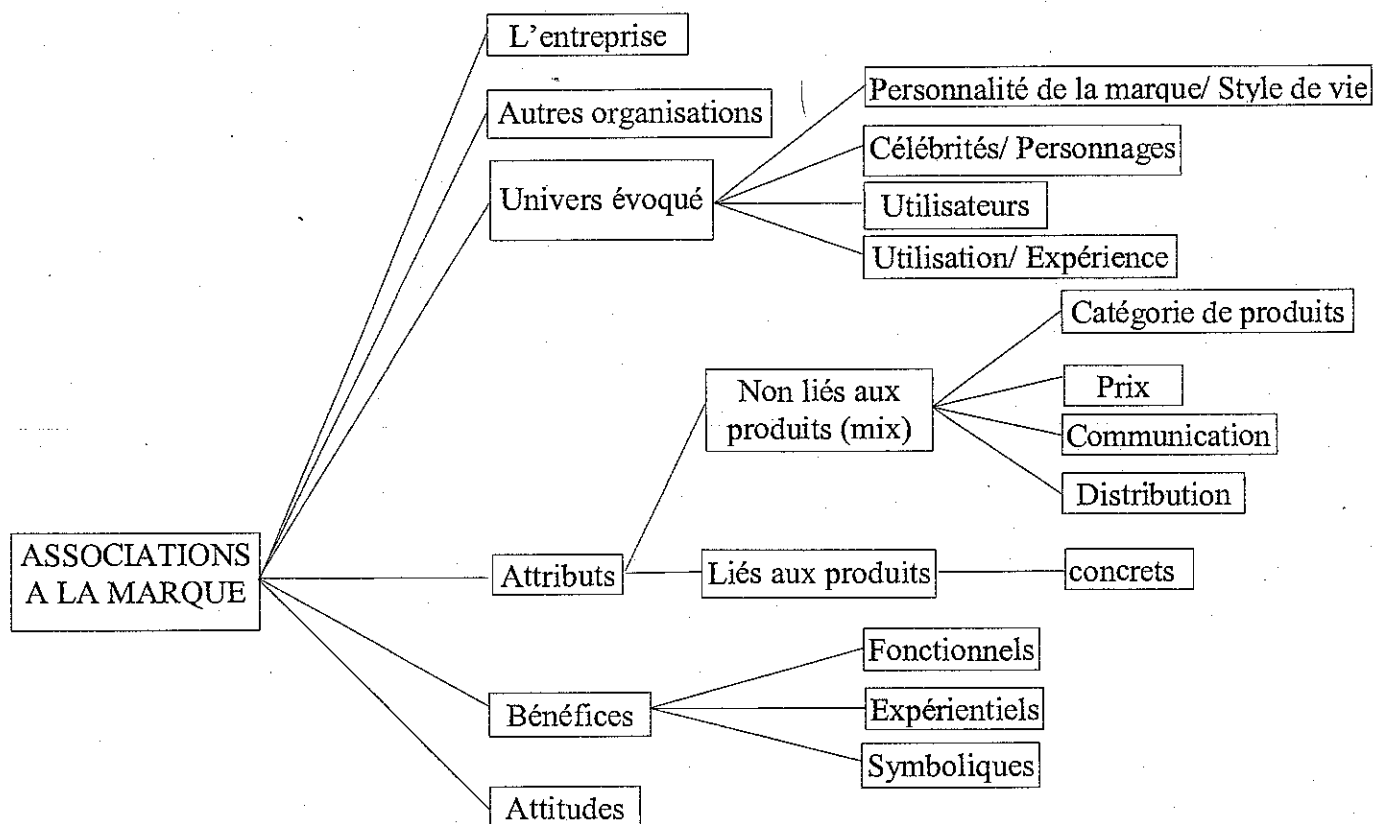 L'entreprise
Autres organisations
Univers évoqué
Personnalité de la marque/ Style de vie
Célébrités/ Personnages
Utilisateurs
Utilisation/ Expérience
Catégorie de produits
Non liés aux
produits (mix)
Prix
Communication
Distribution
ASSOCIATIONS
A LA MARQUE
Attributs
Liés aux produits
concrets
Fonctionnels
Bénéfices
Expérientiels
Symboliques
Attitudes